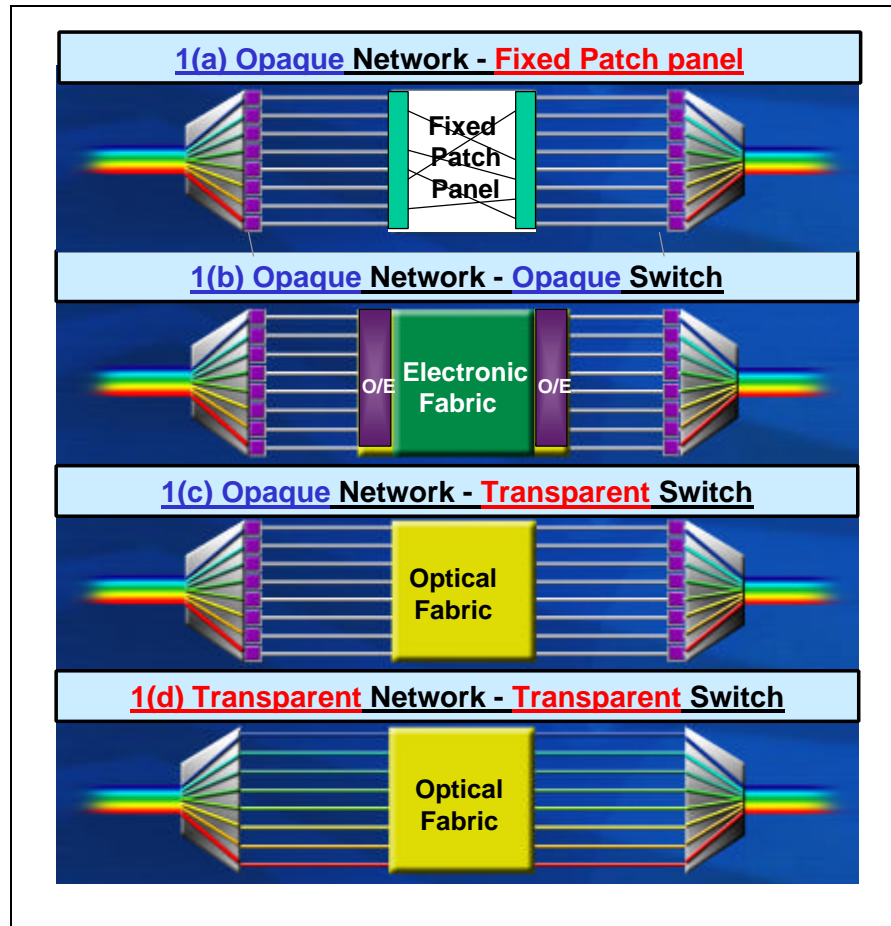 1(a) Opaque Network - Fixed Patch panel
Fixed
Patch
Panel
1(b) Opaque Network - Opaque Switch
O/E
Electronic
Fabric
O/E
1(c) Opaque Network - Transparent Switch
Optical
Fabric
1(d) Transparent Network - Transparent Switch
Optical
Fabric